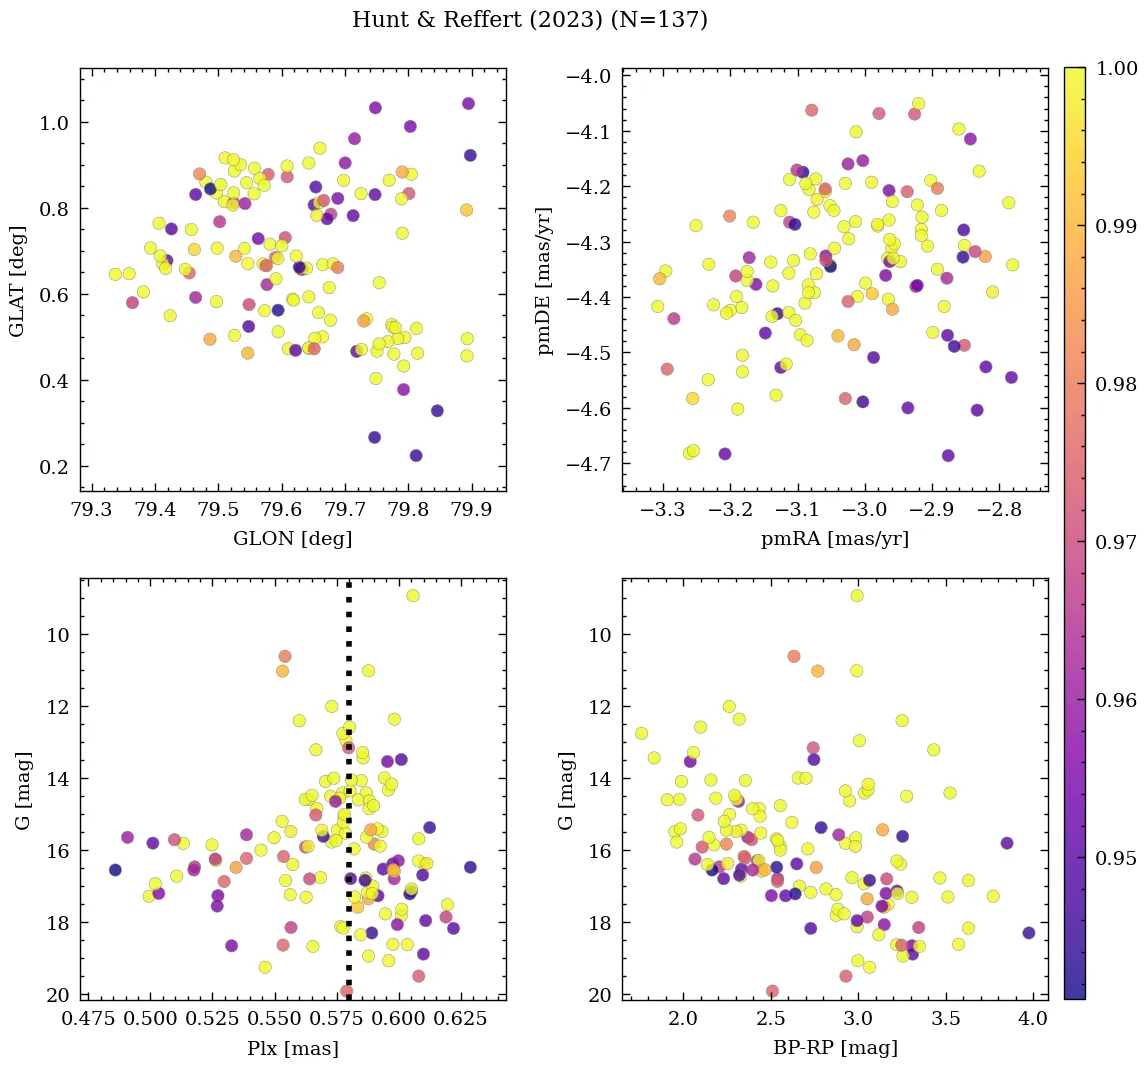 Hunt & Reffert (2023) (N=137)
GLAT [deg]
1.0
0.8
0.6
0.4
0.2
79.3 79.4 79.5 79.6 79.7 79.8 79.9
GLON [deg]
pmDE [mas/yr]
−4.0
−4.1
−4.2
−4.3
−4.4
−4.5
−4.6
−4.7
−3.3 −3.2 −3.1 −3.0 −2.9 −2.8
pmRA [mas/yr]
1.00
0.99
0.98
0.97
0.96
0.95
G [mag]
10
12
14
16
18
20
0.475 0.500 0.525 0.550 0.575 0.600 0.625
Plx [mas]
G [mag]
10
12
14
16
18
20
2.0 2.5 3.0 3.5 4.0
BP-RP [mag]